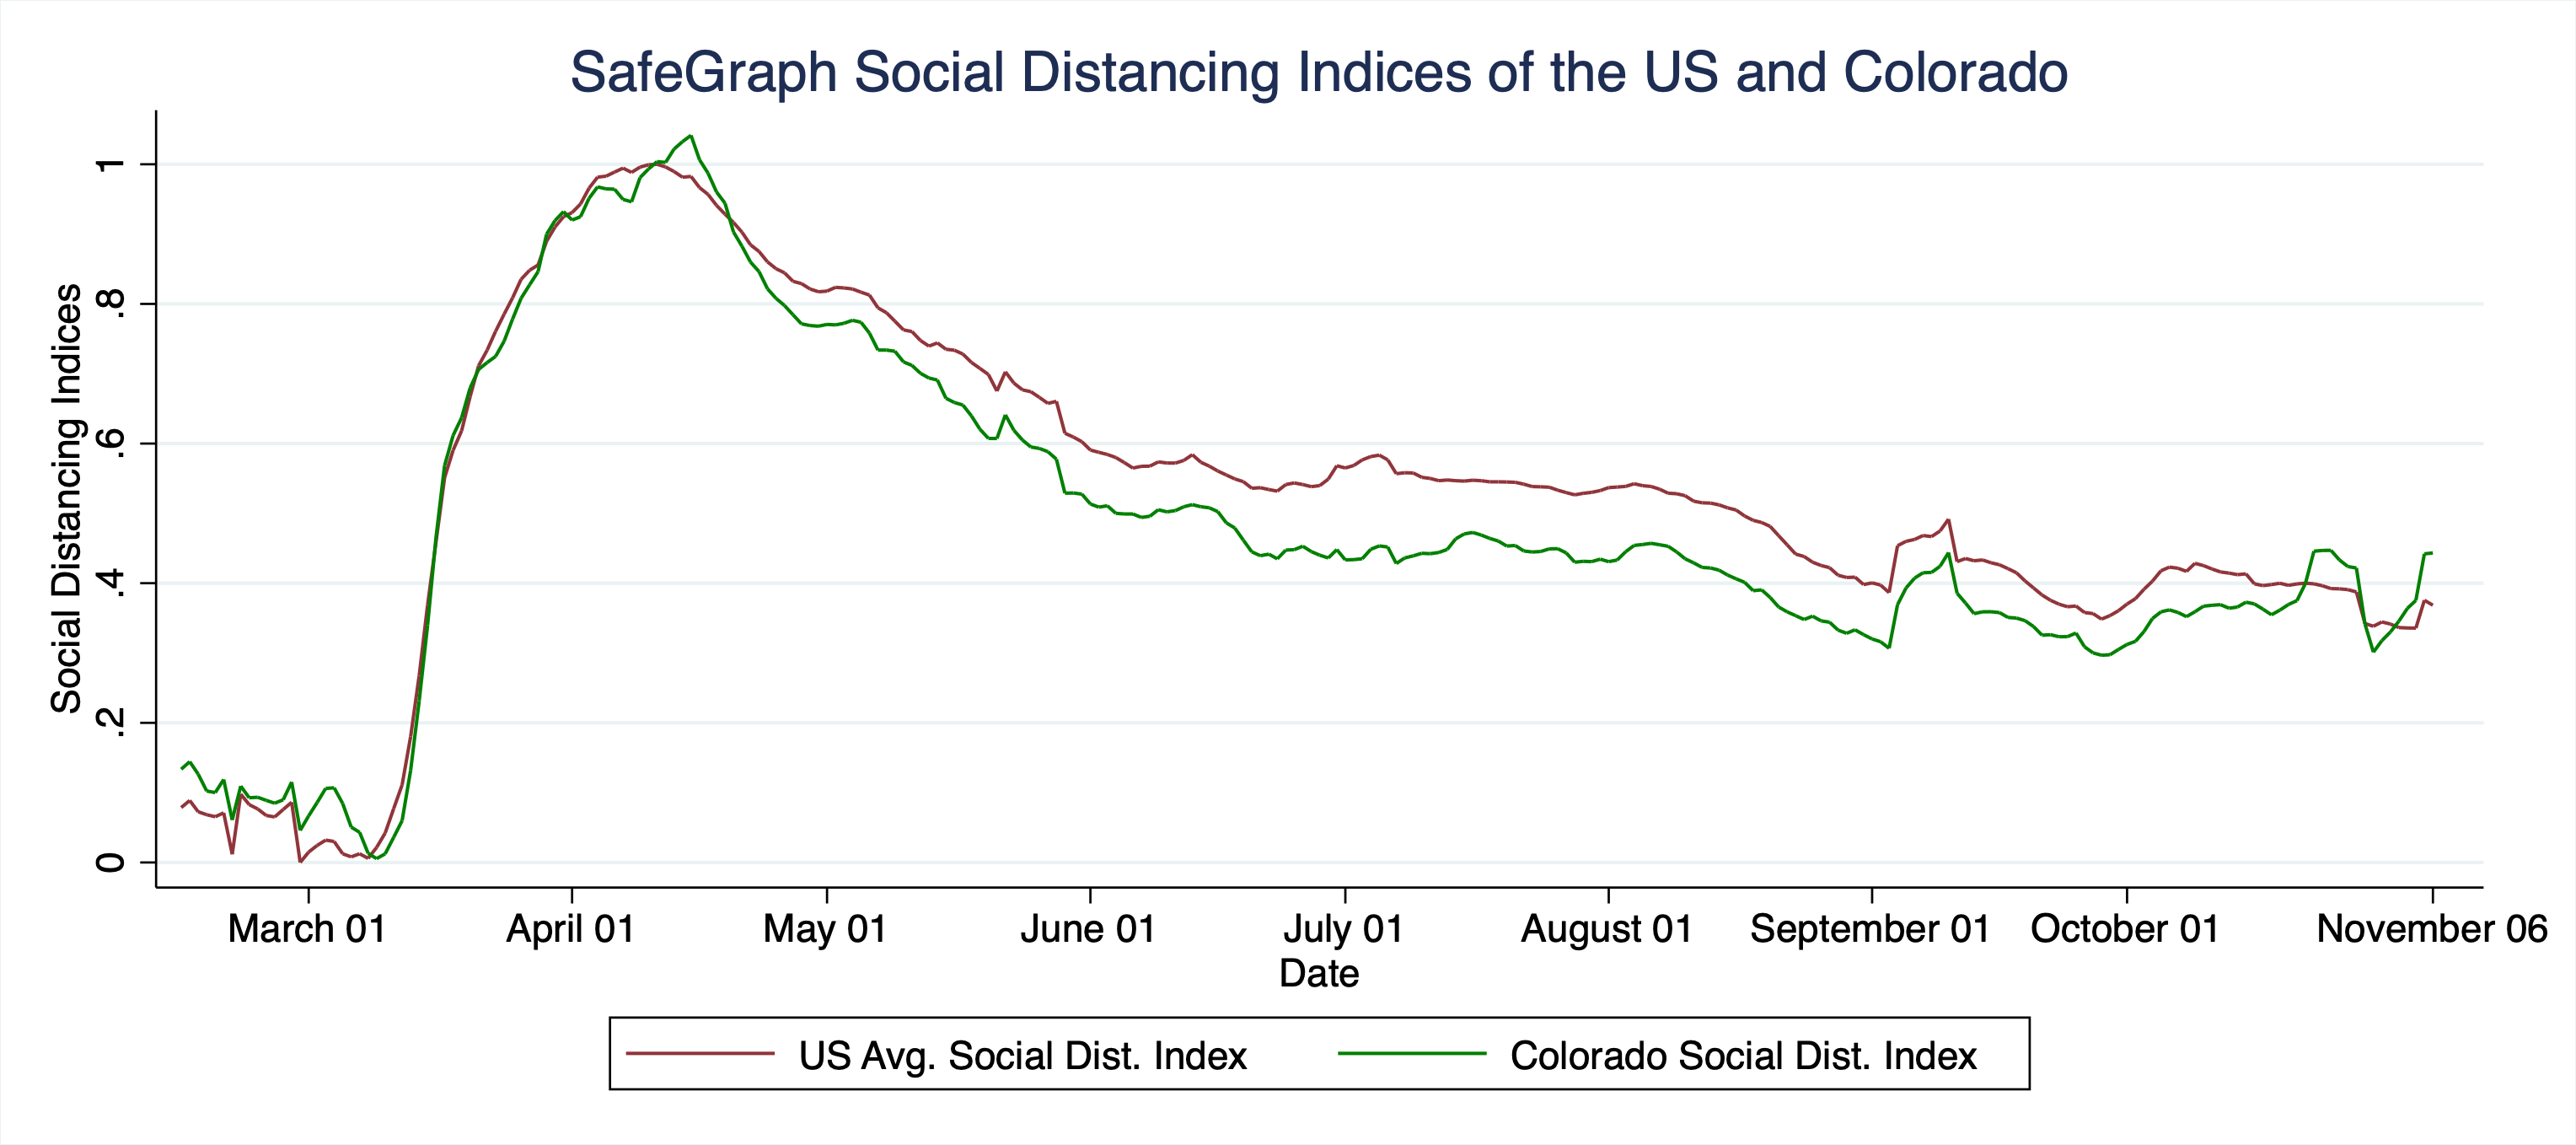 SafeGraph Social Distancing Indices of the US and Colorado
Social Distancing Indices
1
.8
.6
.4
.2
0
March 01
April 01
May 01
June 01
July 01
August 01
September 01
October 01
November 06
Date
US Avg. Social Dist. Index
Colorado Social Dist. Index